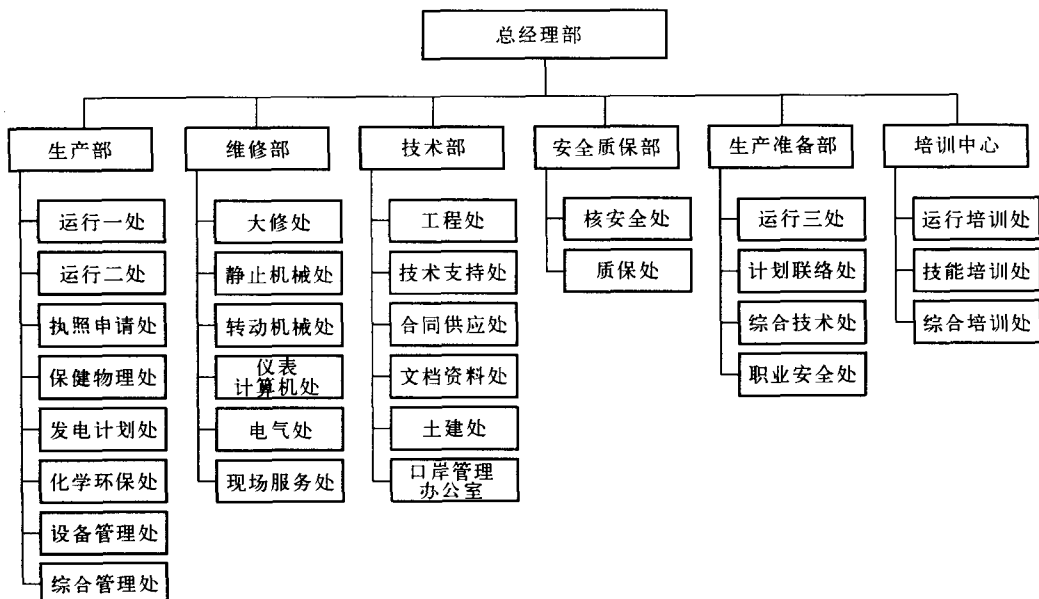 总经理部
生产部
维修部
技术部
安全质保部
生产准备部
培训中心
运行一处
运行二处
执照申请处
保健物理处
发电计划处
化学环保处
设备管理处
综合管理处
大修处
静止机械处
转动机械处
仪表
计算机处
电气处
现场服务处
工程处
技术支持处
合同供应处
文档资料处
土建处
口岸管理
办公室
核安全处
质保处
运行三处
计划联络处
综合技术处
职业安全处
运行培训处
技能培训处
综合培训处